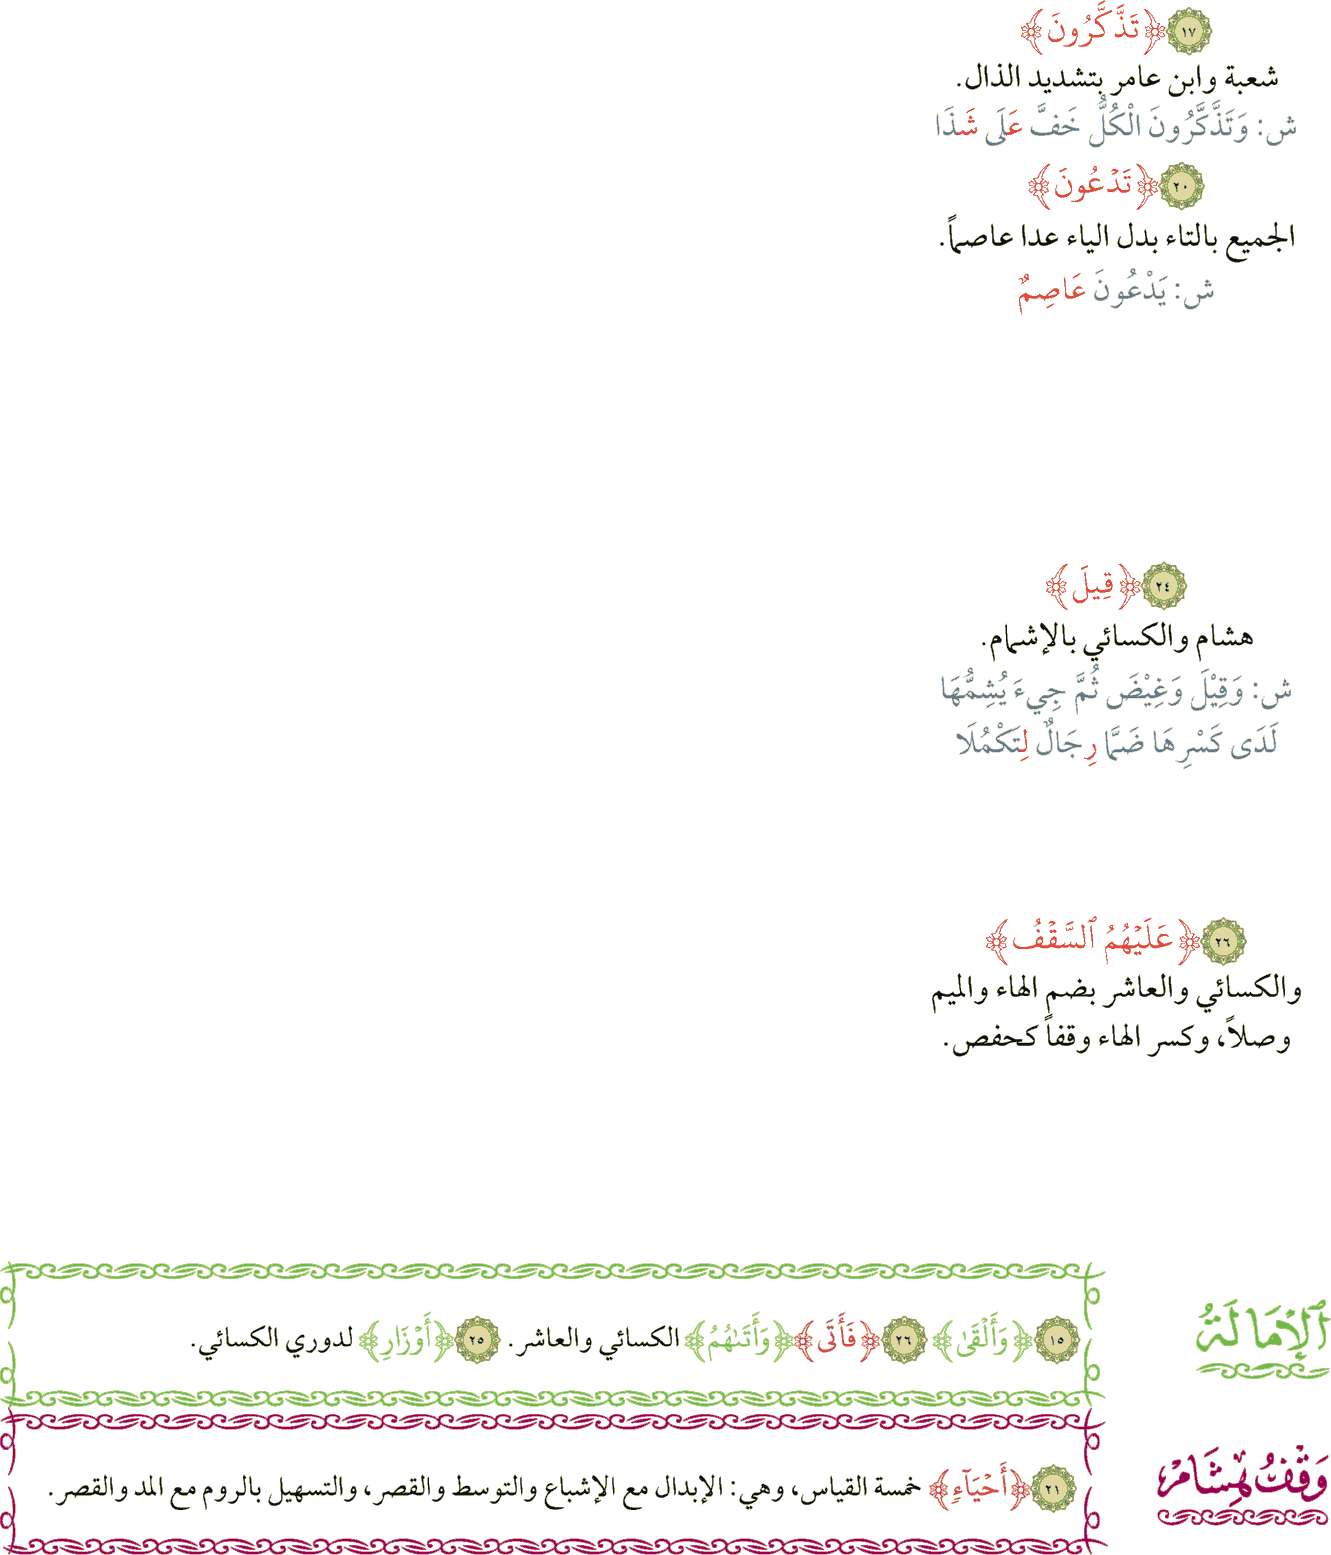 ١٧ ﴿تَذَّكَّرُونَ﴾
شعبة وابن عامر بتشديد الذال.
ش: وَتَذَّكَّرُونَ الْكُلُّ خَفَّ عَلَى شَذَا
٢٠ ﴿تَدْعُونَ﴾
الجميع بالتاء بدل الياء عدا عاصماً.
ش: يَدْعُونَ عَاصِمٌ
٢٤ ﴿قِيلَ﴾
هشام والكسائي بالإشمام.
ش: وَقِيْلَ وَغِيْضَ ثُمَّ جِيءَ يُشِمُّهَا
لَدَى كَسْرِهَا ضَمًّا رِجَالٌ لِتَكْمُلَا
٢٦ ﴿عَلَيْهُمُ ٱلسَّقْفُ﴾
والكسائي والعاشر بضم الهاء والميم
وصلاً، وكسر الهاء وقفاً كحفص.
ٱلْإِمَالَةُ
١٥ ﴿وَأَلْقَىٰ﴾ ٢٦ ﴿فَأَتَى﴾ ﴿وَأَتَىٰهُمُ﴾ الكسائي والعاشر. ٢٥ ﴿أَوْزَارِ﴾ لدوري الكسائي.
وَقْفُ هِشَامٍ
٢١ ﴿أَحْيَآءٍ﴾ خمسة القياس، وهي: الإبدال مع الإشباع والتوسط والقصر، والتسهيل بالروم مع المد والقصر.